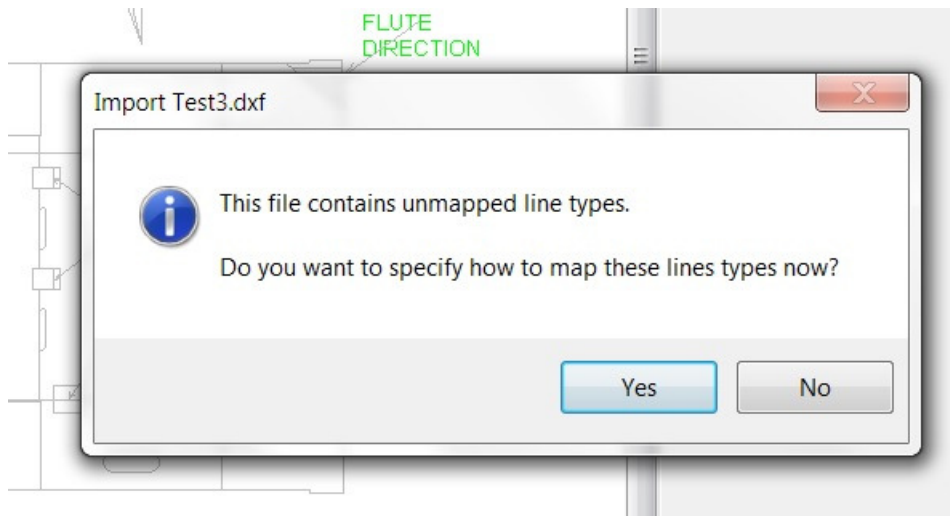 FLUTE
DIRECTION
Import Test3.dxf
This file contains unmapped line types.
Do you want to specify how to map these lines types now?
Yes
No